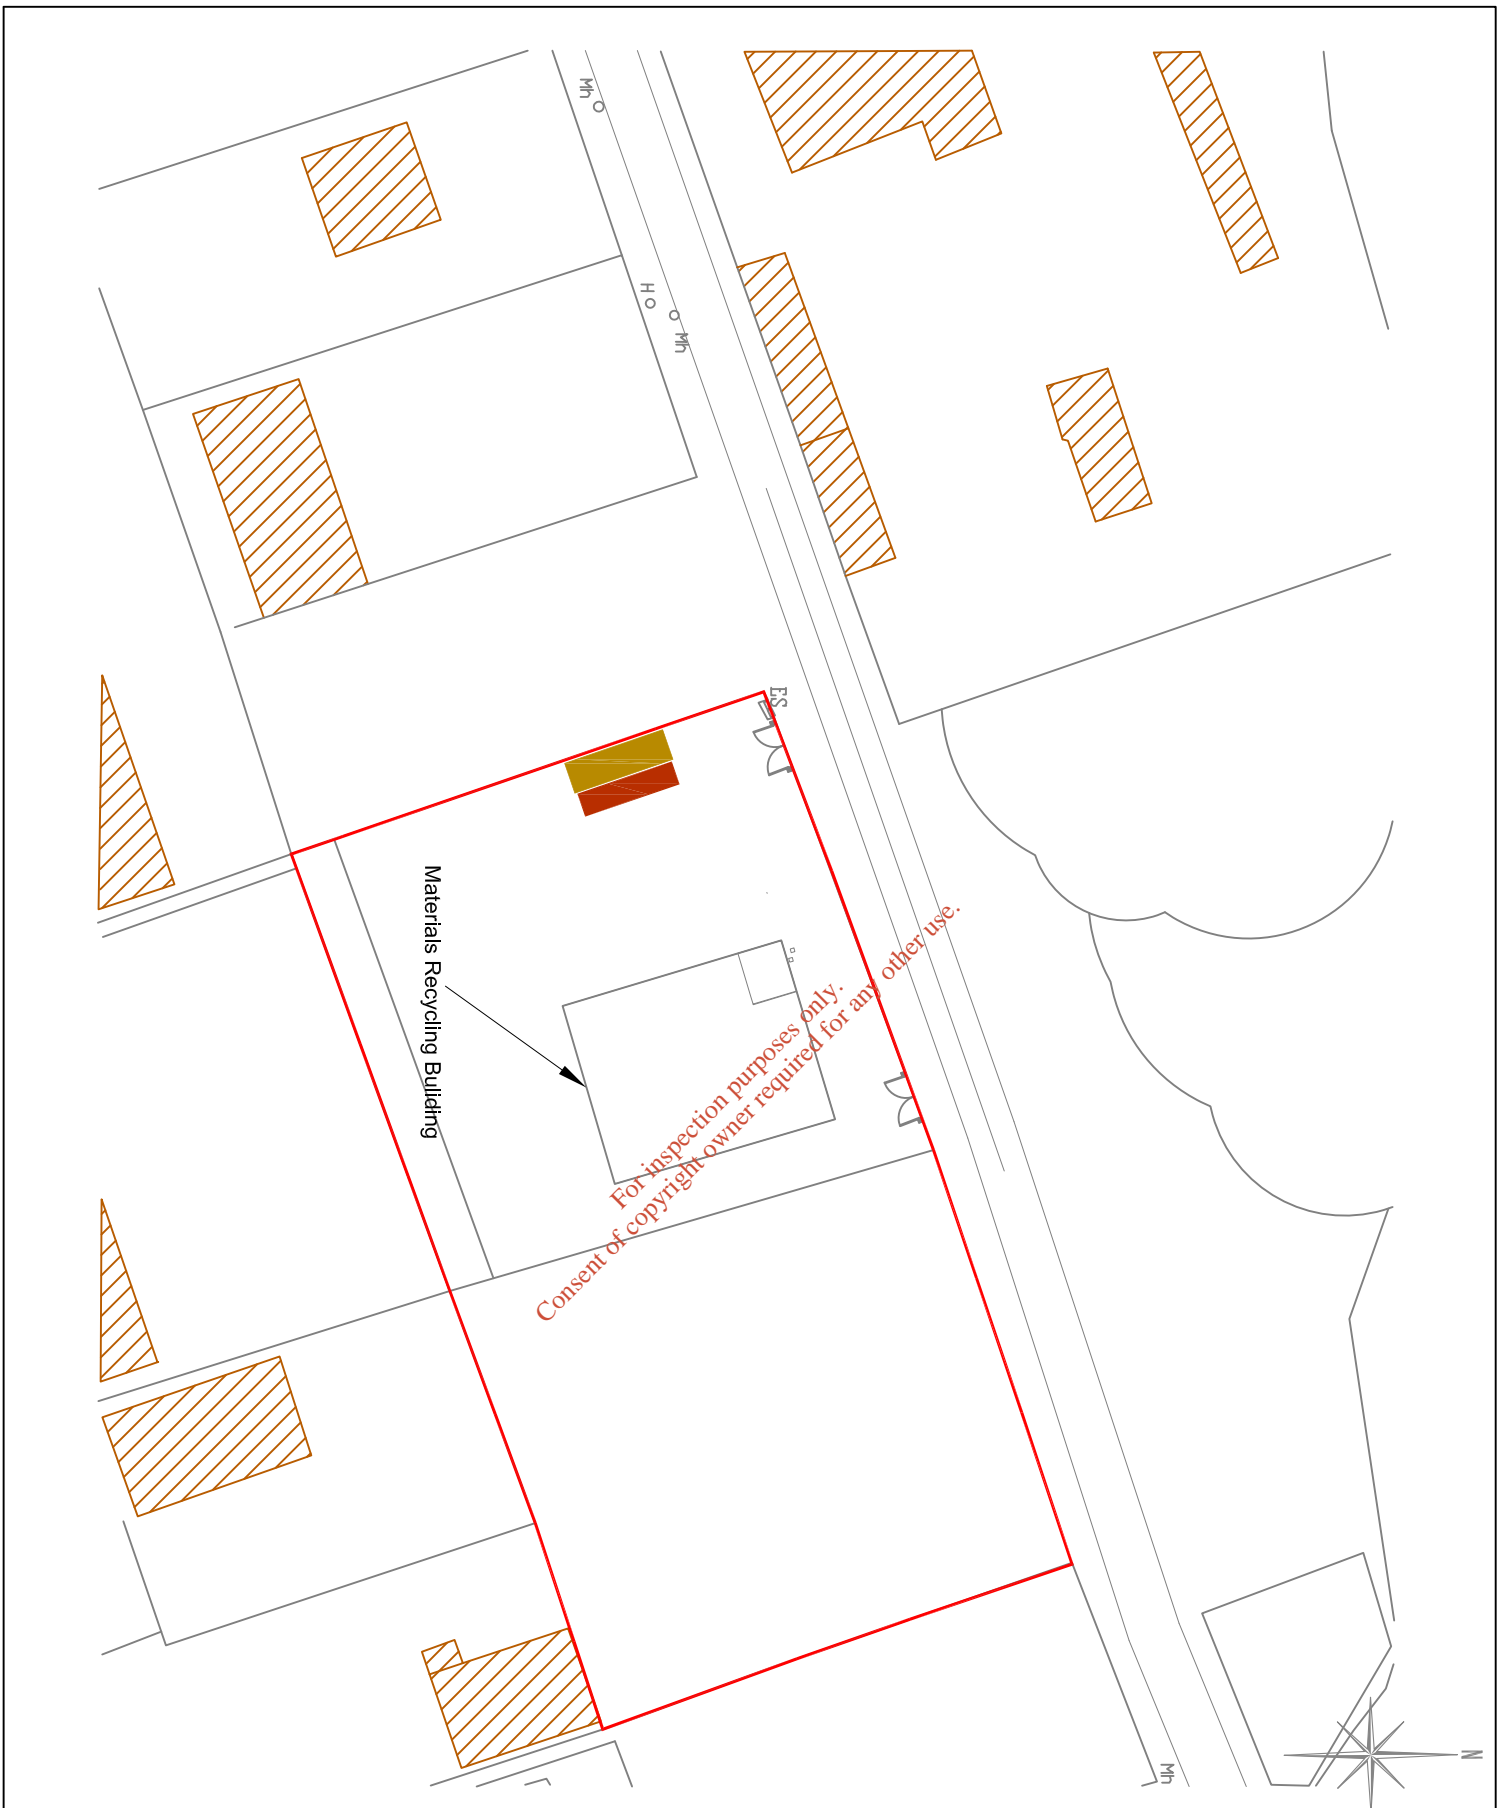 Mh
H
Mh
ES
Materials Recycling Buliding
For inspection purposes only.
Consent of copyright owner required for any other use.
Mh
N